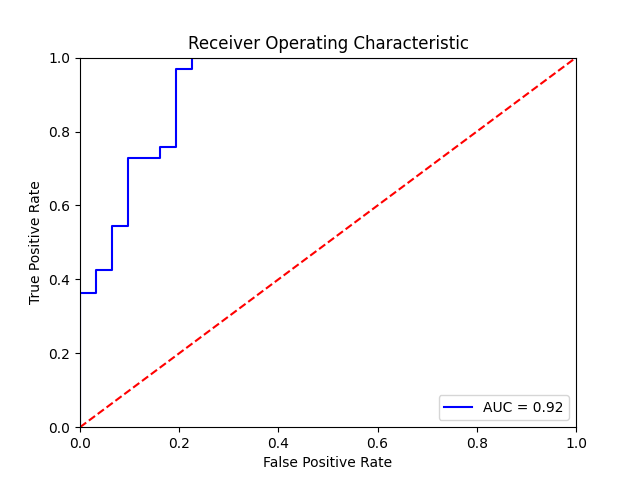 Receiver Operating Characteristic
True Positive Rate
1.0
0.8
0.6
0.4
0.2
0.0
0.0 0.2 0.4 0.6 0.8 1.0
False Positive Rate
AUC = 0.92